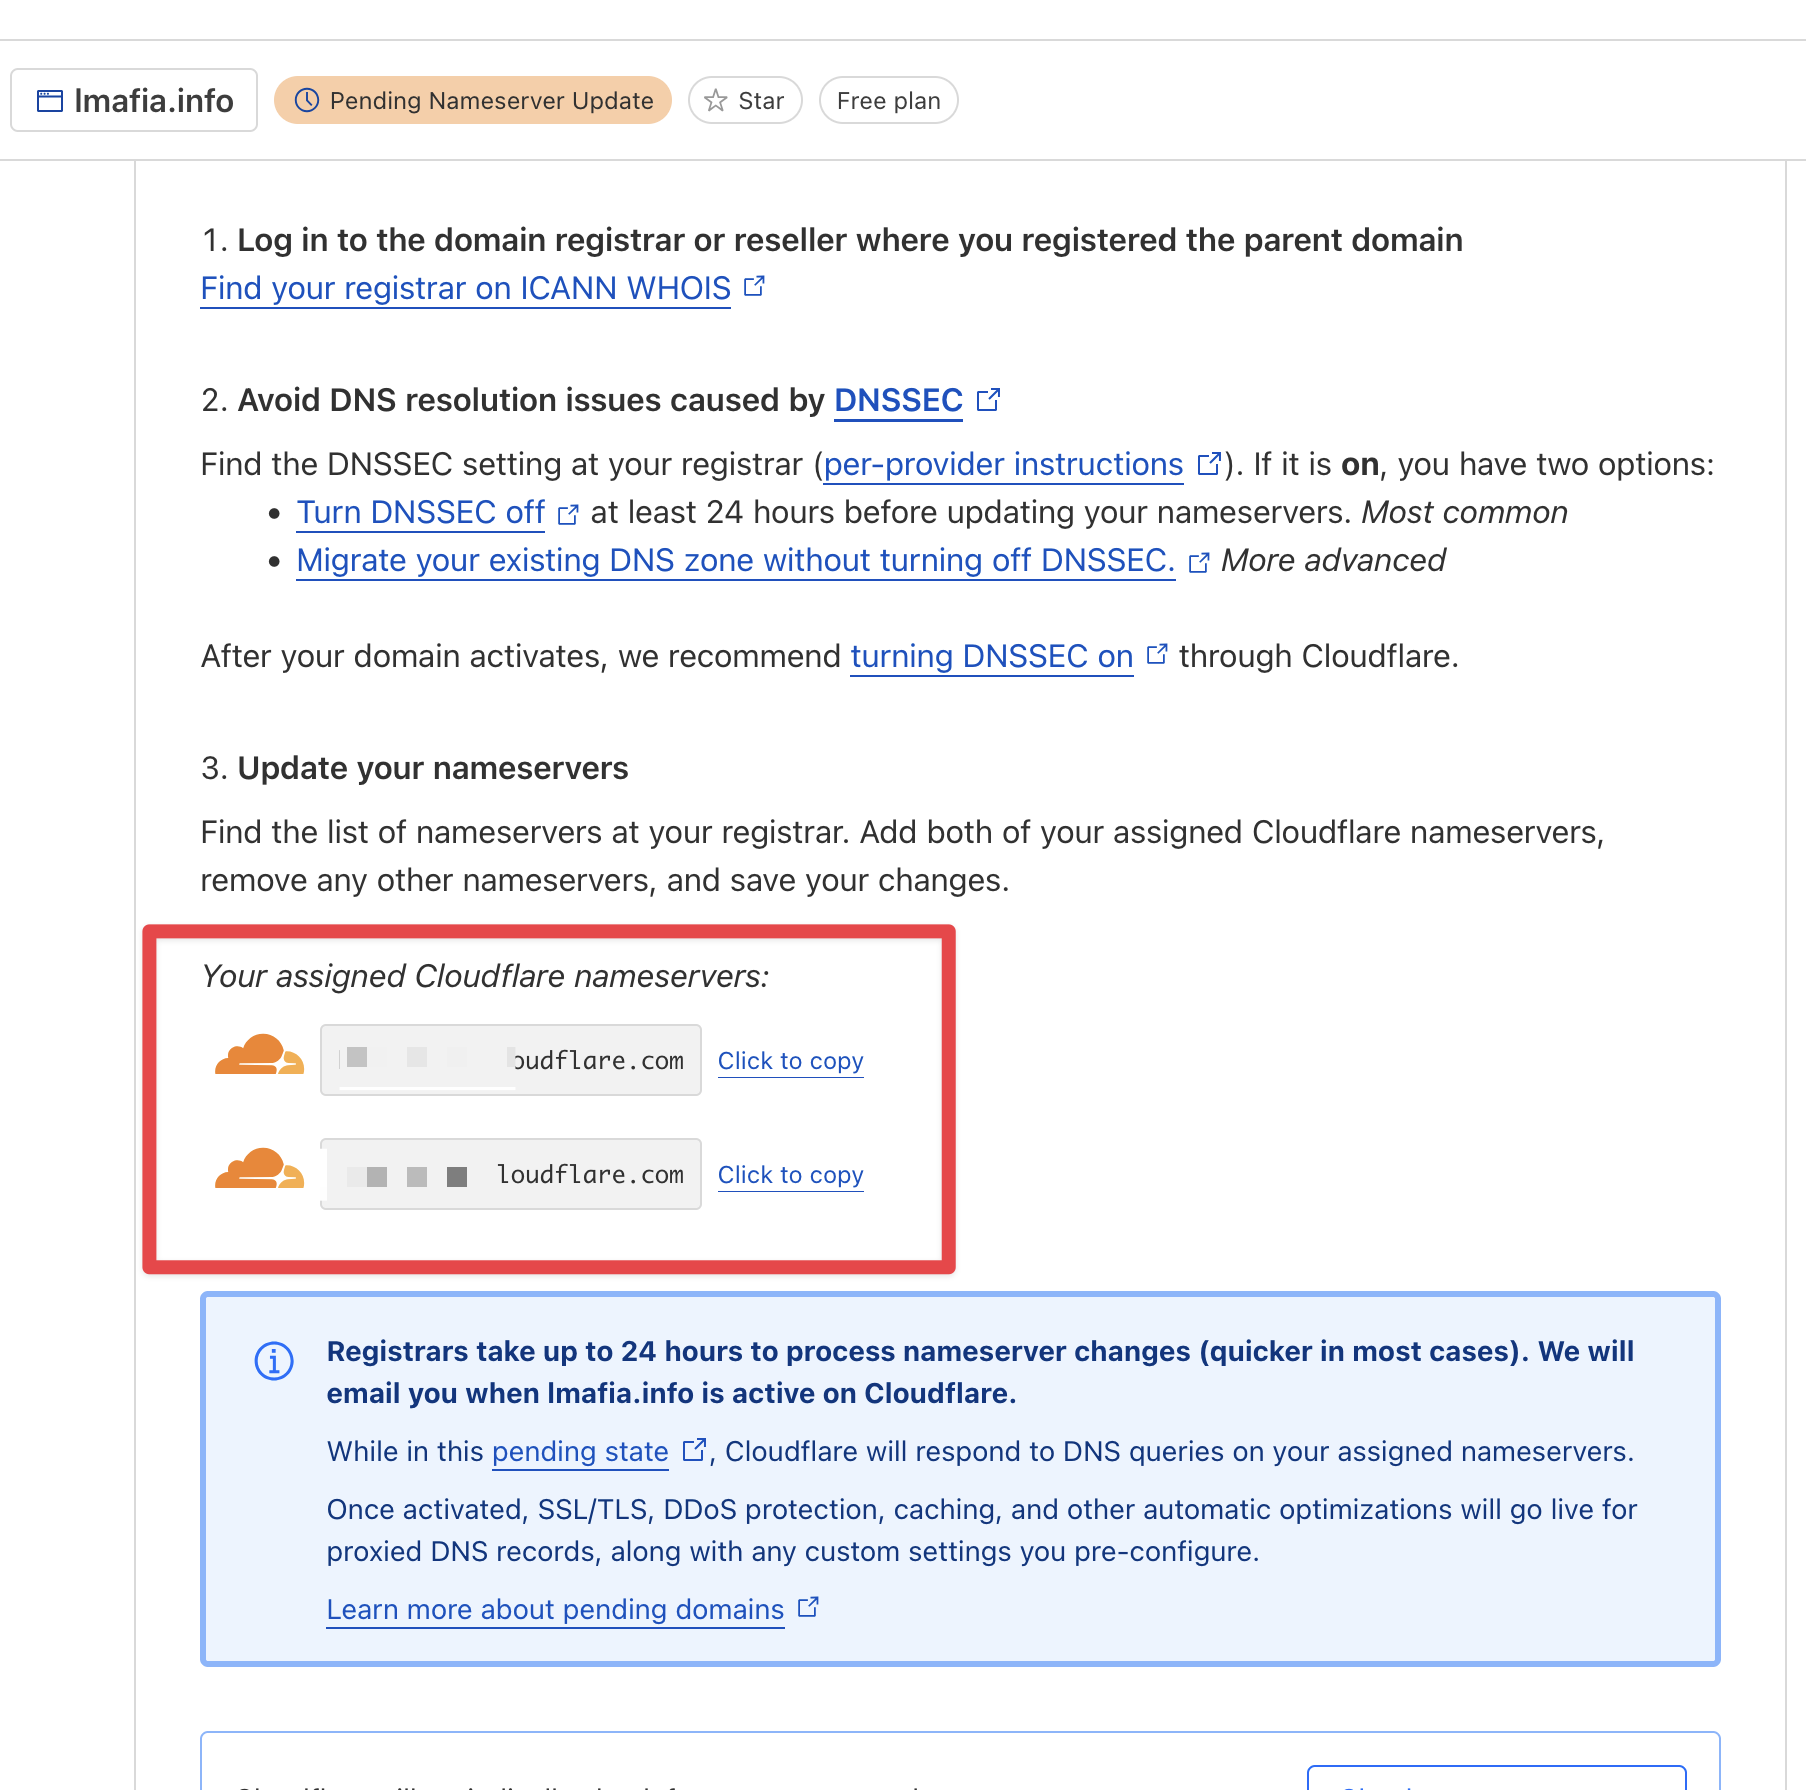 lmafia.info Pending Nameserver Update Star Free plan
1. Log in to the domain registrar or reseller where you registered the parent domain
Find your registrar on ICANN WHOIS
2. Avoid DNS resolution issues caused by DNSSEC
Find the DNSSEC setting at your registrar (per-provider instructions ). If it is on, you have two options:
• Turn DNSSEC off at least 24 hours before updating your nameservers. Most common
• Migrate your existing DNS zone without turning off DNSSEC. More advanced
After your domain activates, we recommend turning DNSSEC on through Cloudflare.
3. Update your nameservers
Find the list of nameservers at your registrar. Add both of your assigned Cloudflare nameservers,
remove any other nameservers, and save your changes.
Your assigned Cloudflare nameservers:
oudflare.com Click to copy
loudflare.com Click to copy
Registrars take up to 24 hours to process nameserver changes (quicker in most cases). We will
email you when lmafia.info is active on Cloudflare.
While in this pending state , Cloudflare will respond to DNS queries on your assigned nameservers.
Once activated, SSL/TLS, DDoS protection, caching, and other automatic optimizations will go live for
proxied DNS records, along with any custom settings you pre-configure.
Learn more about pending domains